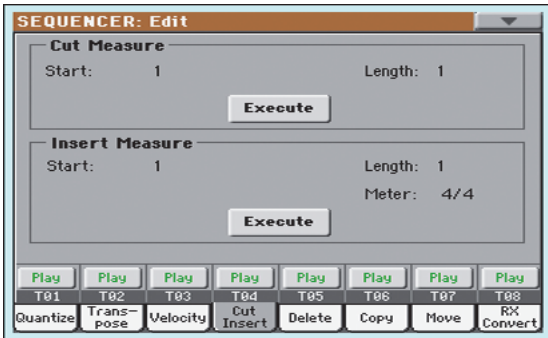 SEQUENCER: Edit
Cut Measure
Start: 1 Length: 1
Execute
Insert Measure
Start: 1 Length: 1
Meter: 4/4
Execute
Play Play Play Play Play Play Play Play
T01 T02 T03 T04 T05 T06 T07 T08
Quantize Trans-pose Velocity Cut Insert Delete Copy Move RX Convert